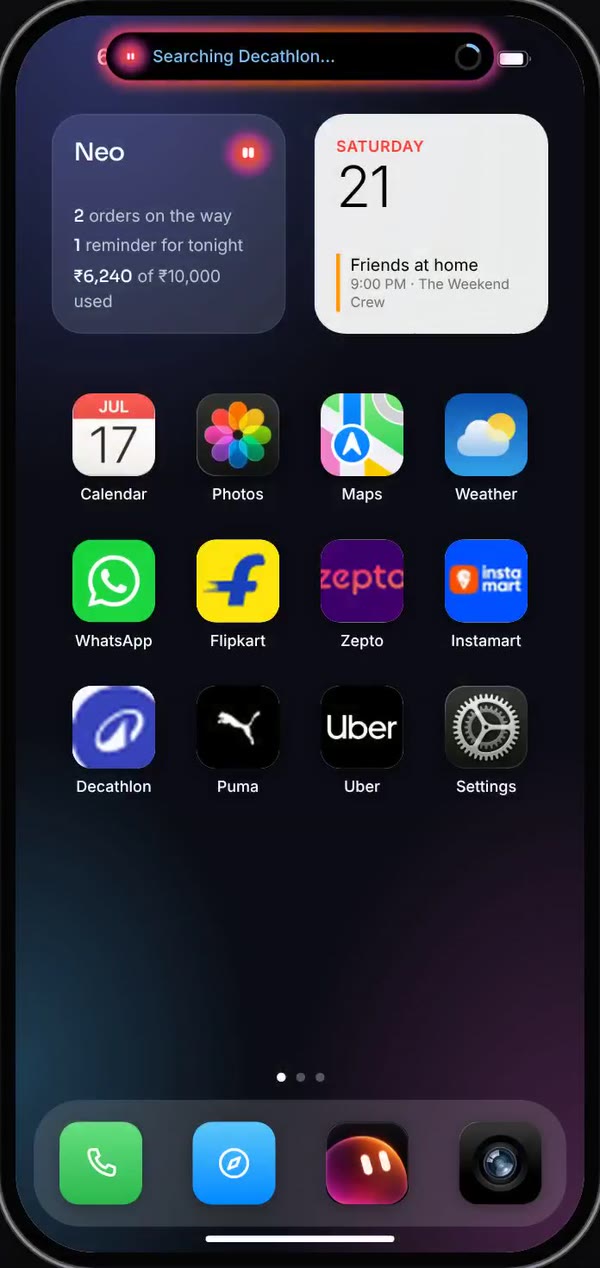 6
Searching Decathlon...
Neo
2 orders on the way
1 reminder for tonight
₹6,240 of ₹10,000
used
SATURDAY
21
Friends at home
9:00 PM · The Weekend
Crew
JUL
17
Calendar
Photos
Maps
Weather
zepto
insta
mart
WhatsApp
Flipkart
Zepto
Instamart
Uber
Decathlon
Puma
Uber
Settings